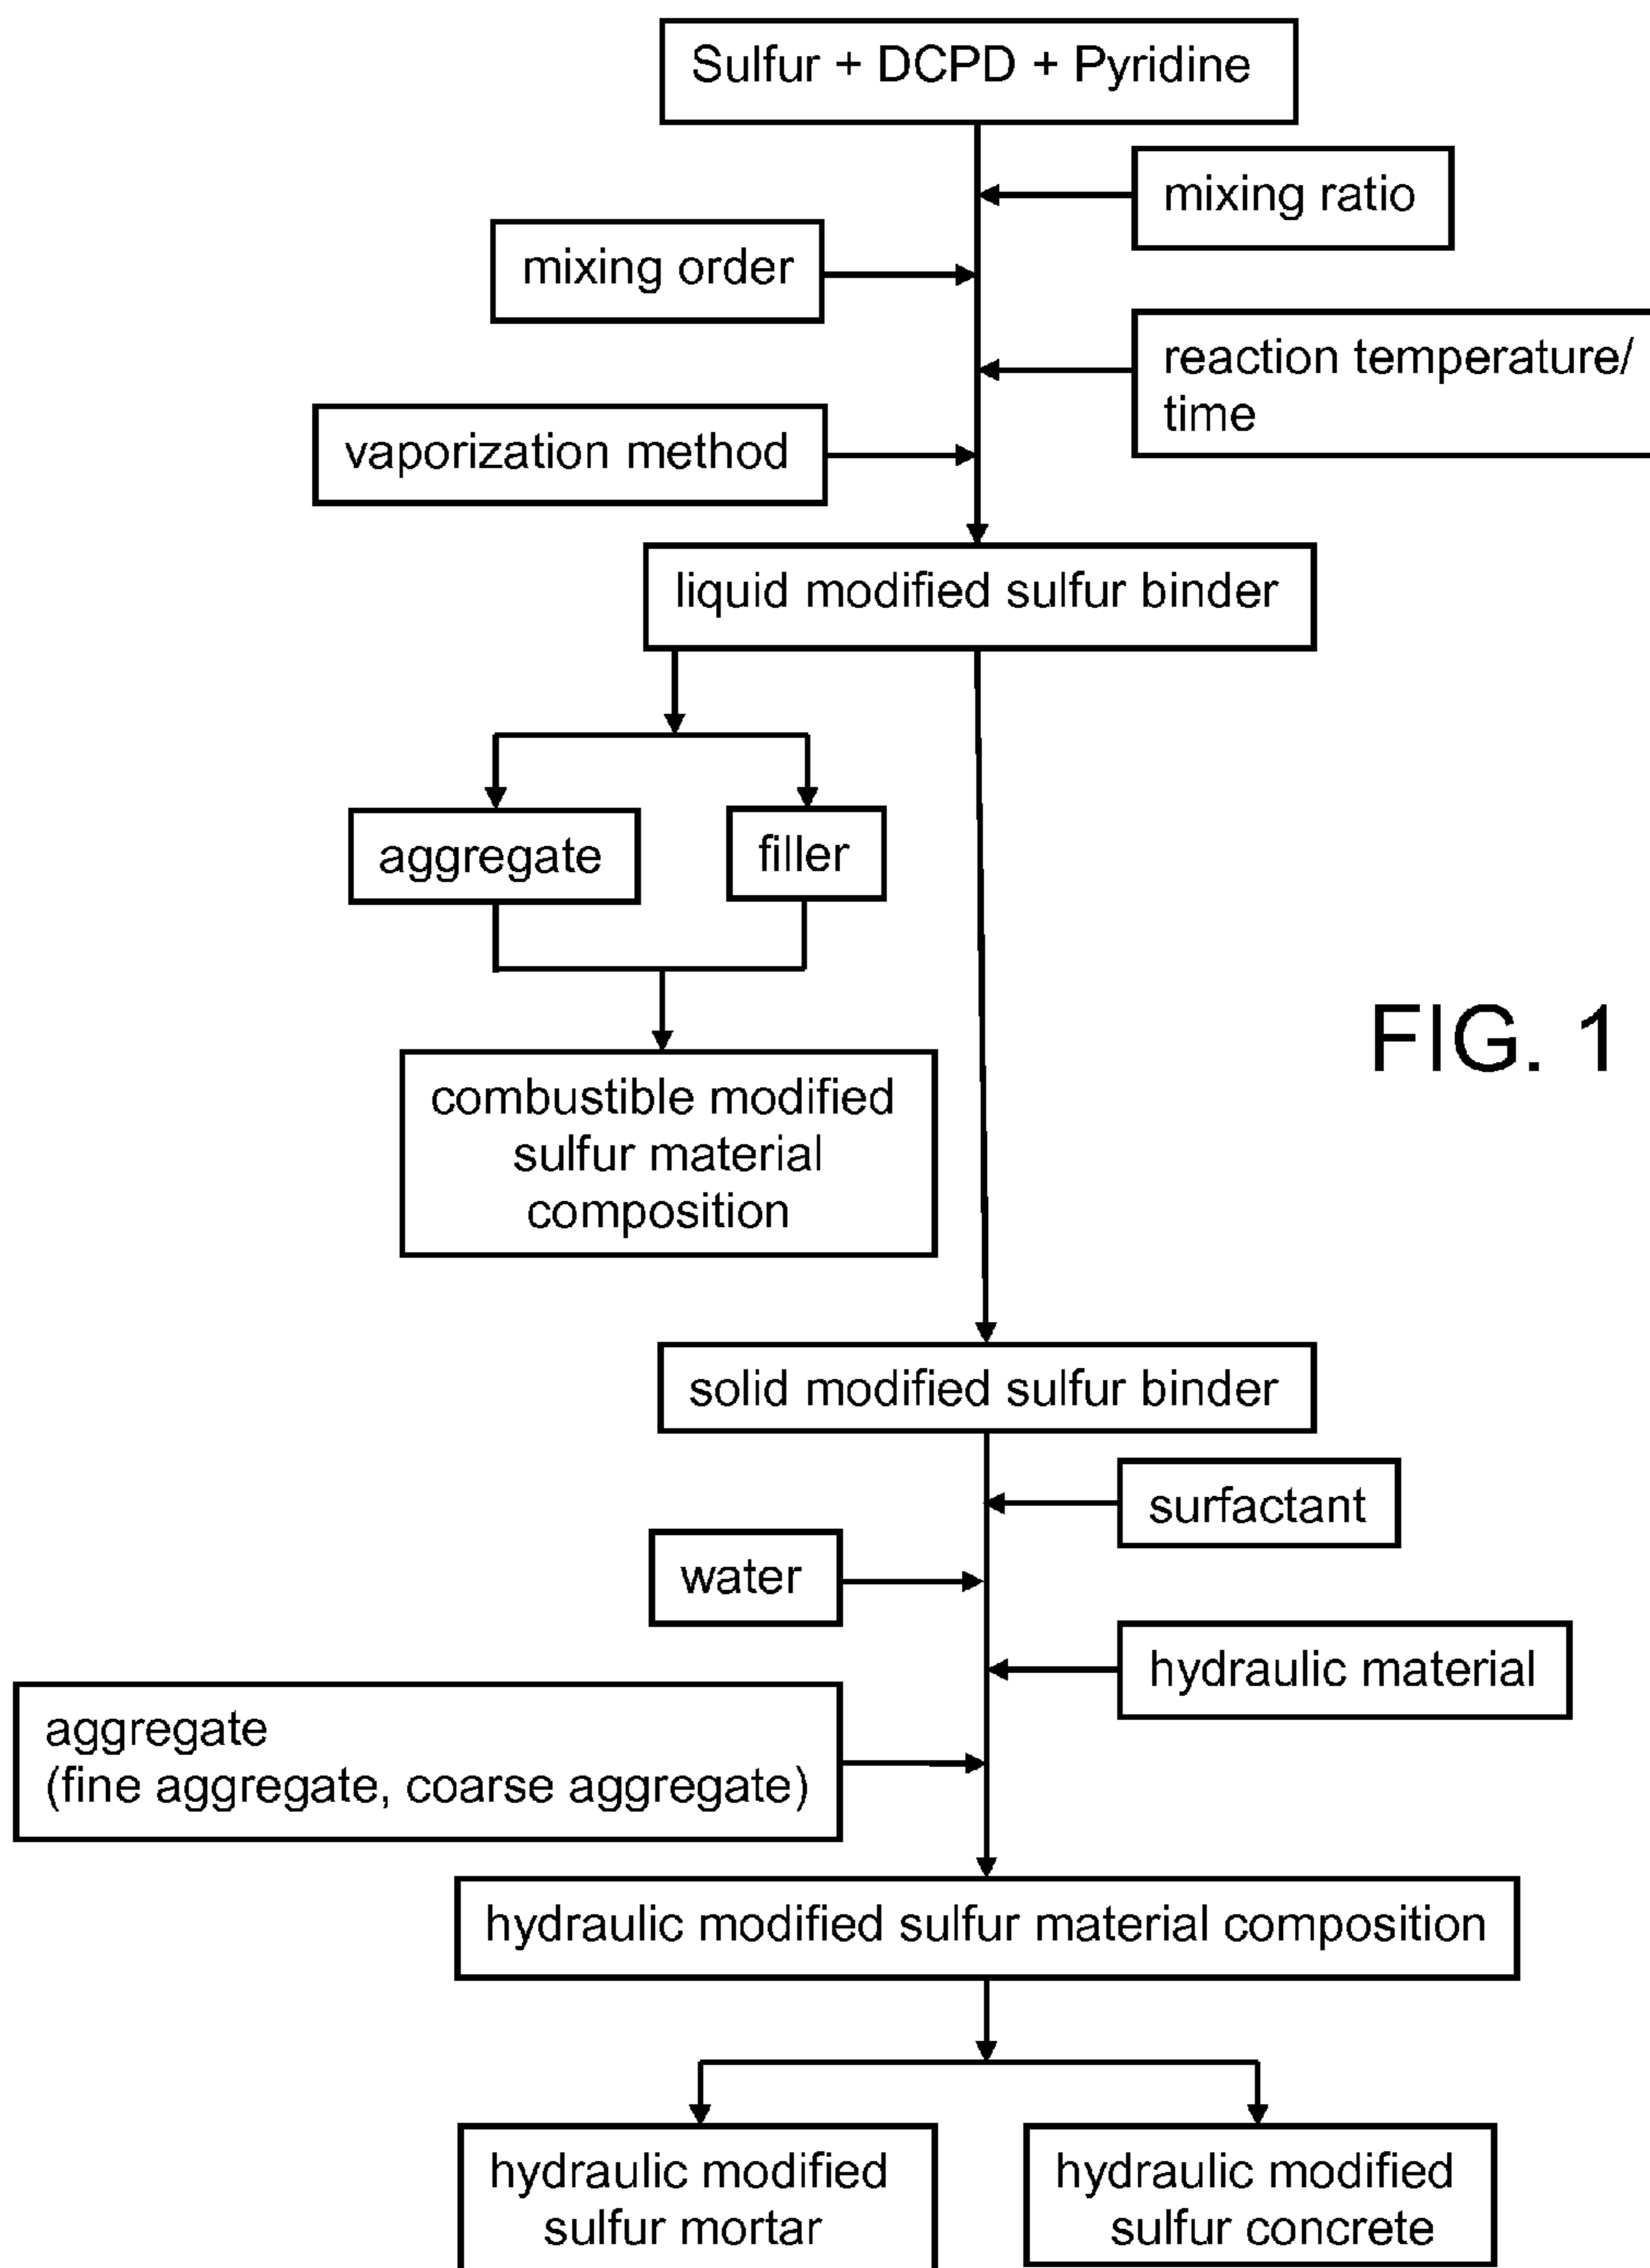 Sulfur + DCPD + Pyridine
mixing ratio
mixing order
reaction temperature/
time
vaporization method
liquid modified sulfur binder
aggregate
filler
FIG. 1
combustible modified
sulfur material
composition
solid modified sulfur binder
surfactant
water
hydraulic material
aggregate
(fine aggregate, coarse aggregate)
hydraulic modified sulfur material composition
hydraulic modified
sulfur mortar
hydraulic modified
sulfur concrete